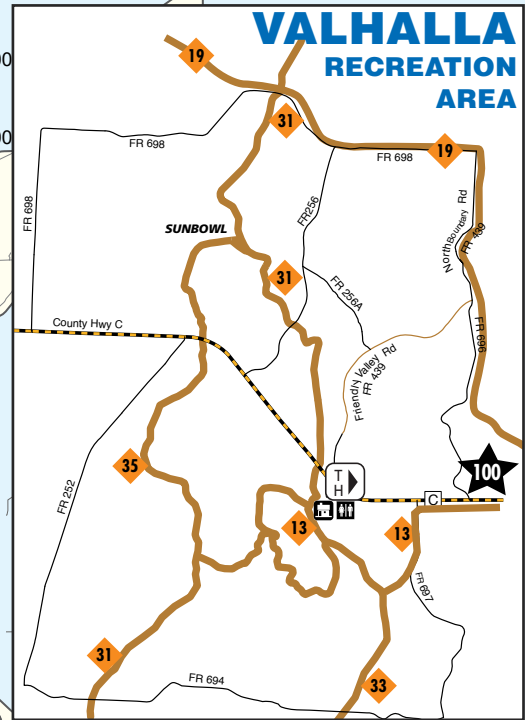 VALHALLA
RECREATION
AREA
19
31
FR 698
FR 698
19
FR 698
FR256
NorthBoundary Rd
FR 439
SUNBOWL
31
FR 256A
County Hwy C
FR 696
Friendly Valley Rd
FR 439
35
T
H
100
C
FR 252
13
13
FR 697
31
FR 694
33